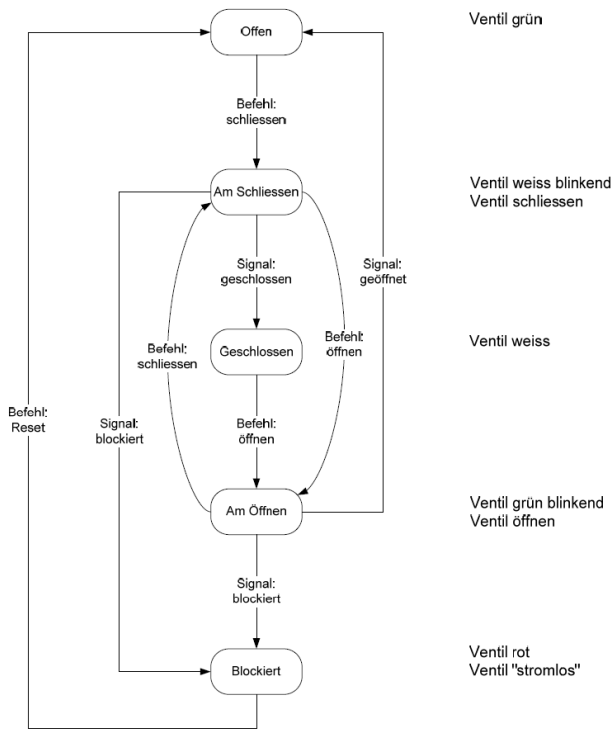 Offen
Ventil grün
Befehl:
schliessen
Am Schliessen
Ventil weiss blinkend
Ventil schliessen
Signal:
geschlossen
Signal:
geöffnet
Befehl:
schliessen
Geschlossen
Befehl:
öffnen
Ventil weiss
Befehl:
Reset
Signal:
blockiert
Befehl:
öffnen
Am Öffnen
Ventil grün blinkend
Ventil öffnen
Signal:
blockiert
Blockiert
Ventil rot
Ventil "stromlos"